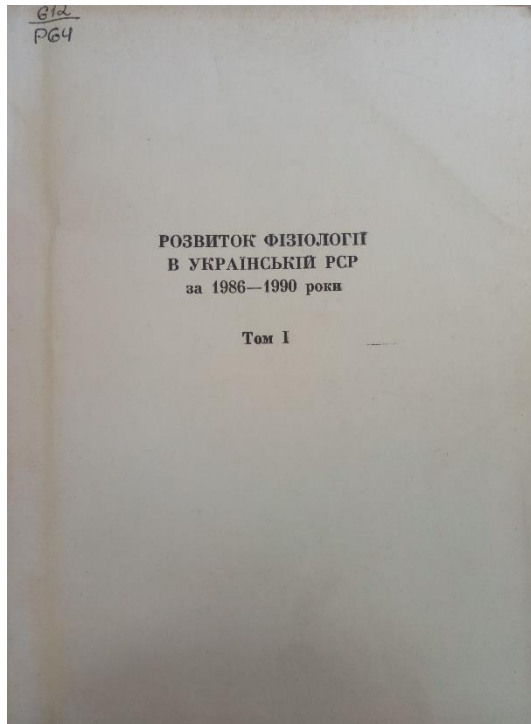 612
Р64
РОЗВИТОК ФІЗІОЛОГІЇ
В УКРАЇНСЬКІЙ РСР
за 1986—1990 роки
Том I